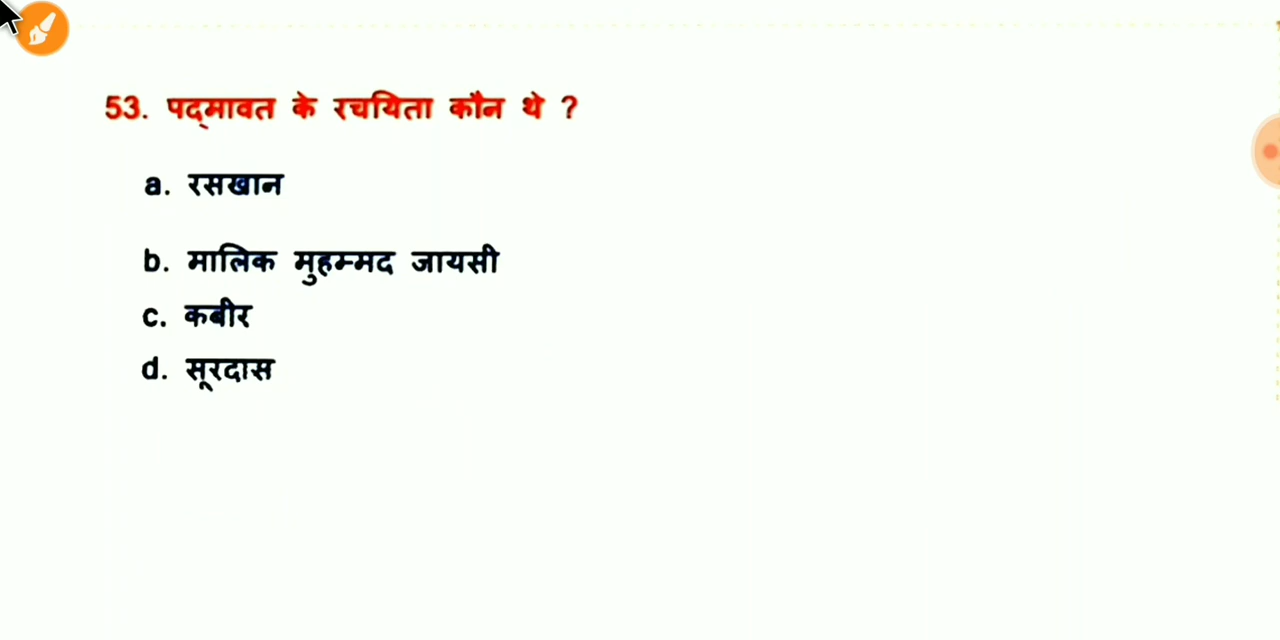 53. पद्मावत के रचयिता कौन थे ?
a. रसखान
b. मालिक मुहम्मद जायसी
c. कबीर
d. सूरदास